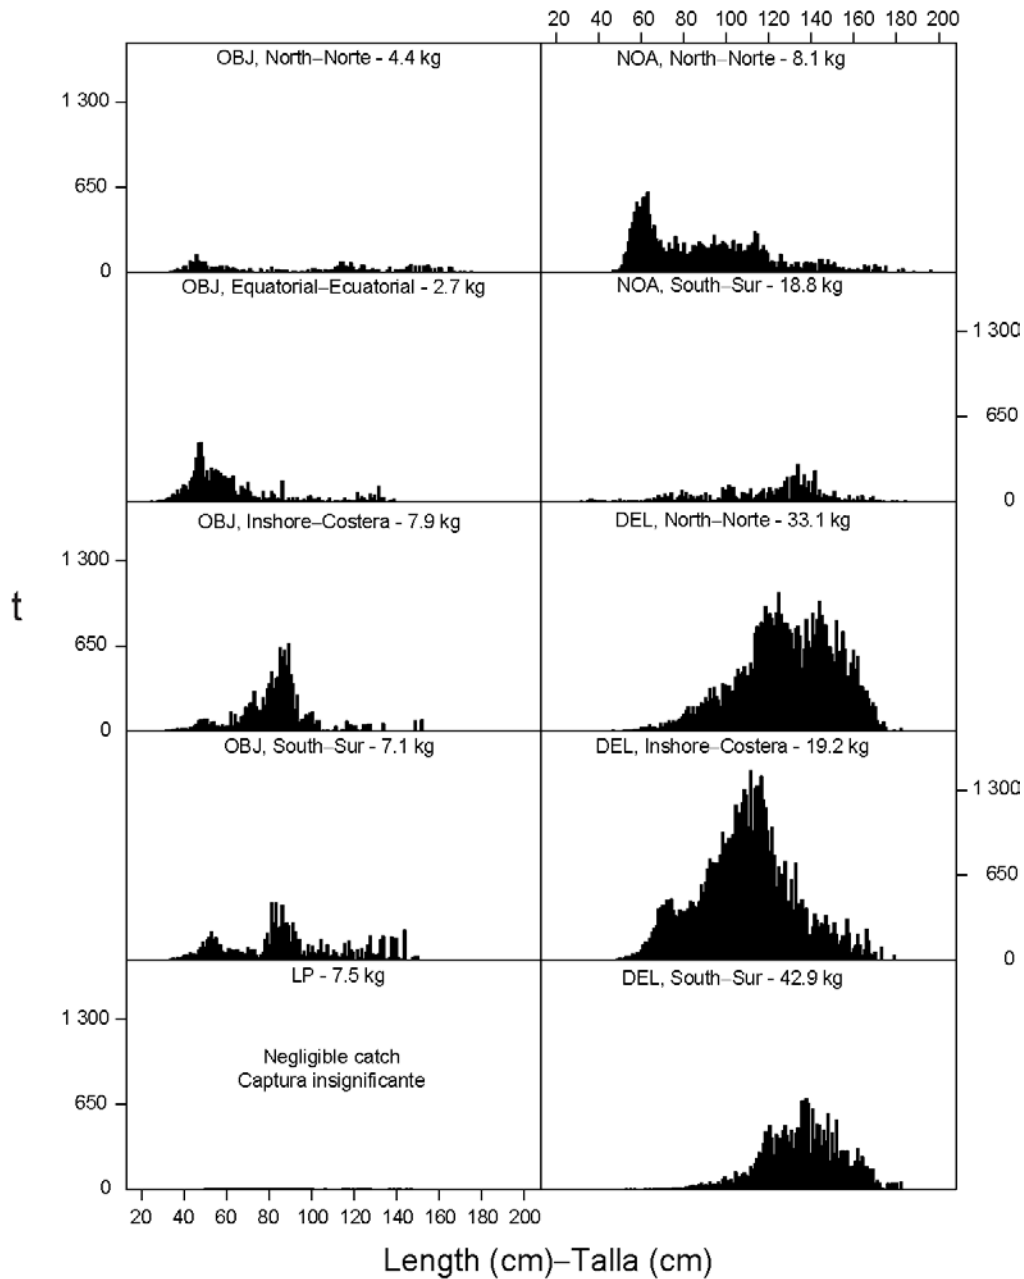 20 40 60 80 100 120 140 160 180 200
OBJ, North–Norte - 4.4 kg
NOA, North–Norte - 8.1 kg
1 300
650
0
OBJ, Equatorial–Ecuatorial - 2.7 kg
NOA, South–Sur - 18.8 kg
1 300
650
0
OBJ, Inshore–Costera - 7.9 kg
DEL, North–Norte - 33.1 kg
1 300
t
650
0
OBJ, South–Sur - 7.1 kg
DEL, Inshore–Costera - 19.2 kg
1 300
650
0
LP - 7.5 kg
DEL, South–Sur - 42.9 kg
1 300
Negligible catch
Captura insignificante
650
0
20 40 60 80 100 120 140 160 180 200
Length (cm)–Talla (cm)